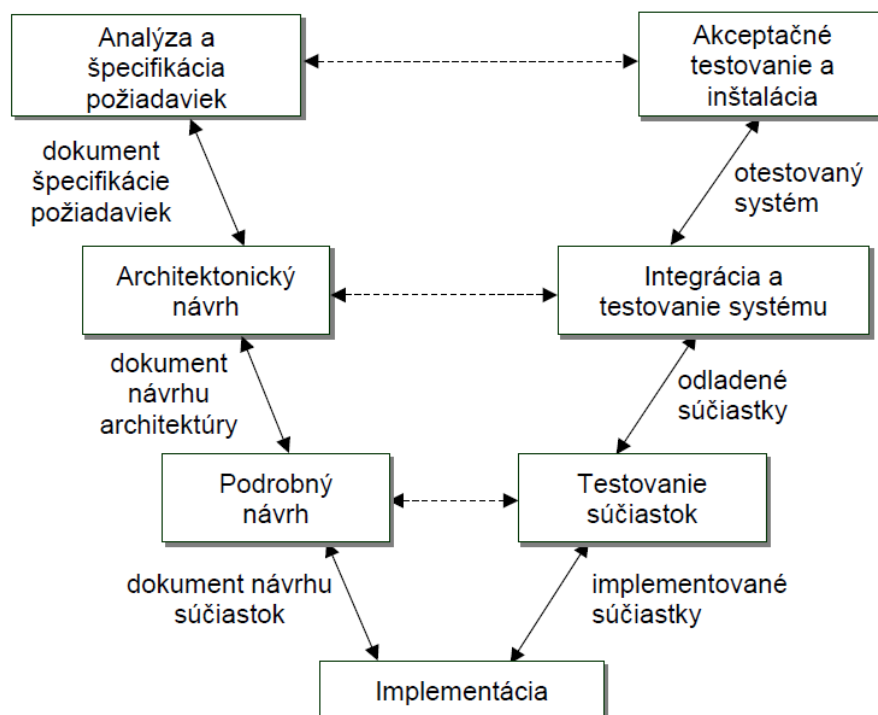 Analýza a
špecifikácia
požiadaviek
Akceptačné
testovanie a
inštalácia
dokument
špecifikácie
požiadaviek
otestovaný
systém
Architektonický
návrh
Integrácia a
testovanie systému
dokument
návrhu
architektúry
odladené
súčiastky
Podrobný
návrh
Testovanie
súčiastok
dokument návrhu
súčiastok
implementované
súčiastky
Implementácia